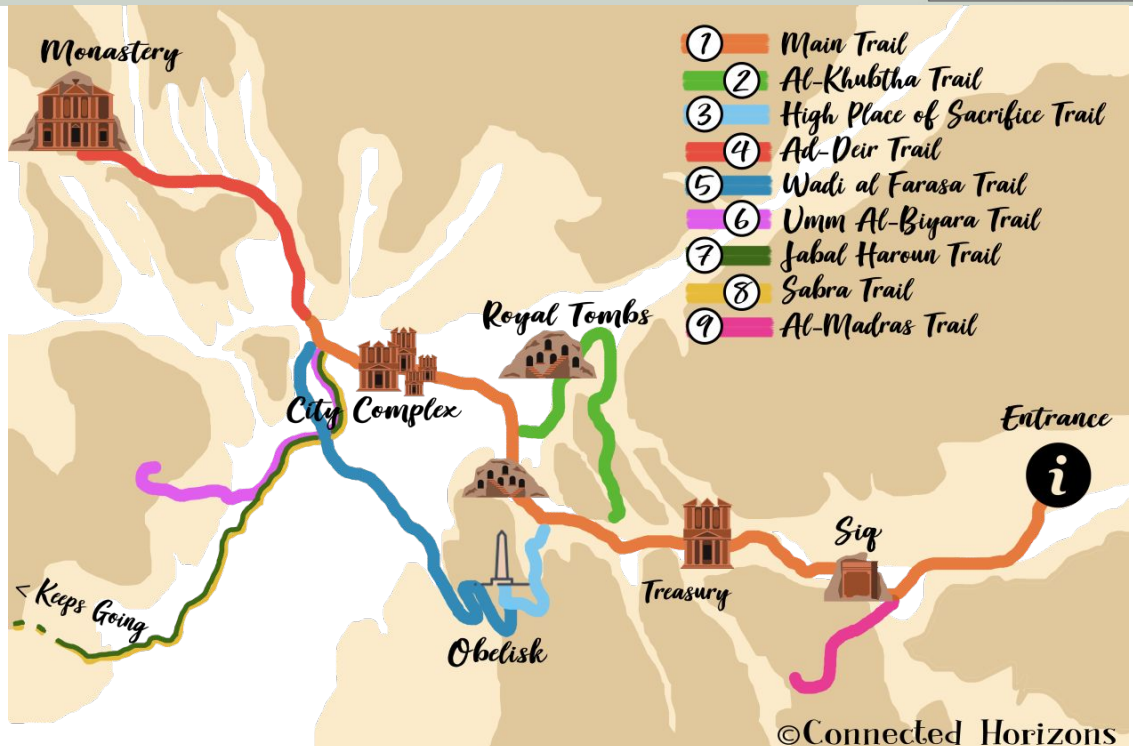 Monastery
1 Main Trail
2 Al-Khubtha Trail
3 High Place of Sacrifice Trail
4 Ad-Deir Trail
5 Wadi al Farasa Trail
6 Umm Al-Biyara Trail
7 Jabal Haroun Trail
8 Sabra Trail
9 Al-Madras Trail
Royal Tombs
City Complex
Entrance
i
Siq
Treasury
< Keeps Going
Obelisk
©Connected Horizons